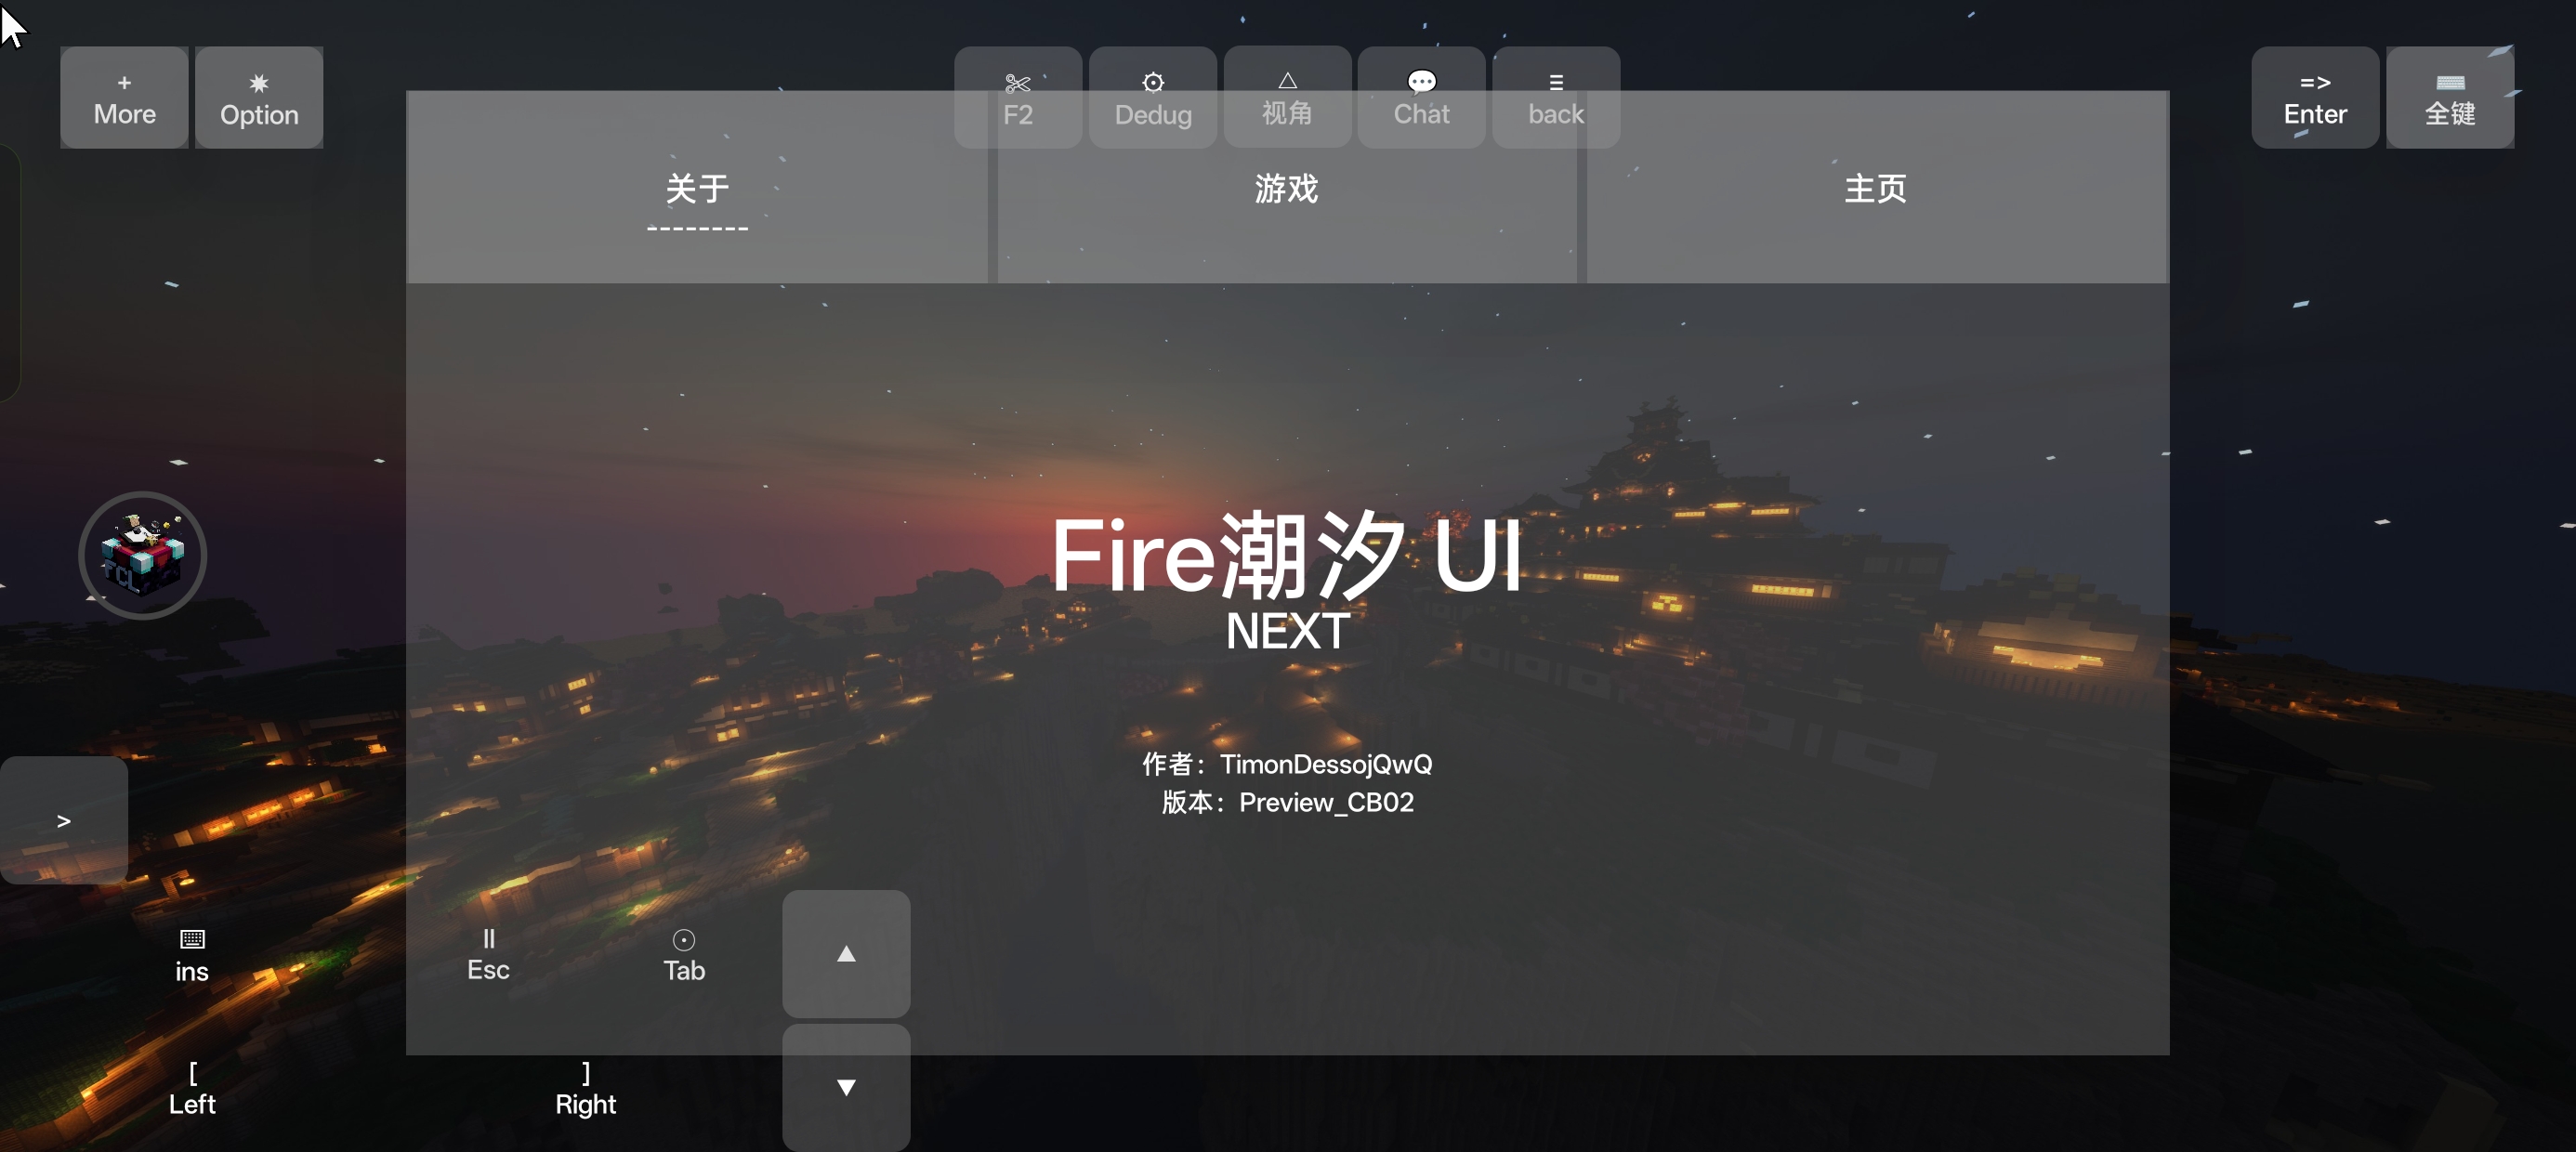 +
More
✷
Option
✄
F2
Dedug
△
视角
💬
Chat
≡
back
=>
Enter
⌨
全键
关于
--------
游戏
主页
FCL
Fire潮汐 UI
NEXT
作者：TimonDessojQwQ
版本：Preview_CB02
>
ins
||
Esc
⊙
Tab
▲
[
Left
]
Right
▼